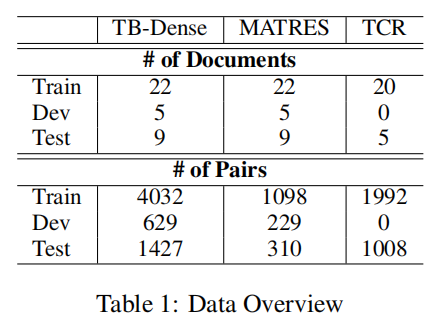 TB-Dense MATRES TCR
# of Documents
Train 22 22 20
Dev 5 5 0
Test 9 9 5
# of Pairs
Train 4032 1098 1992
Dev 629 229 0
Test 1427 310 1008
Table 1: Data Overview